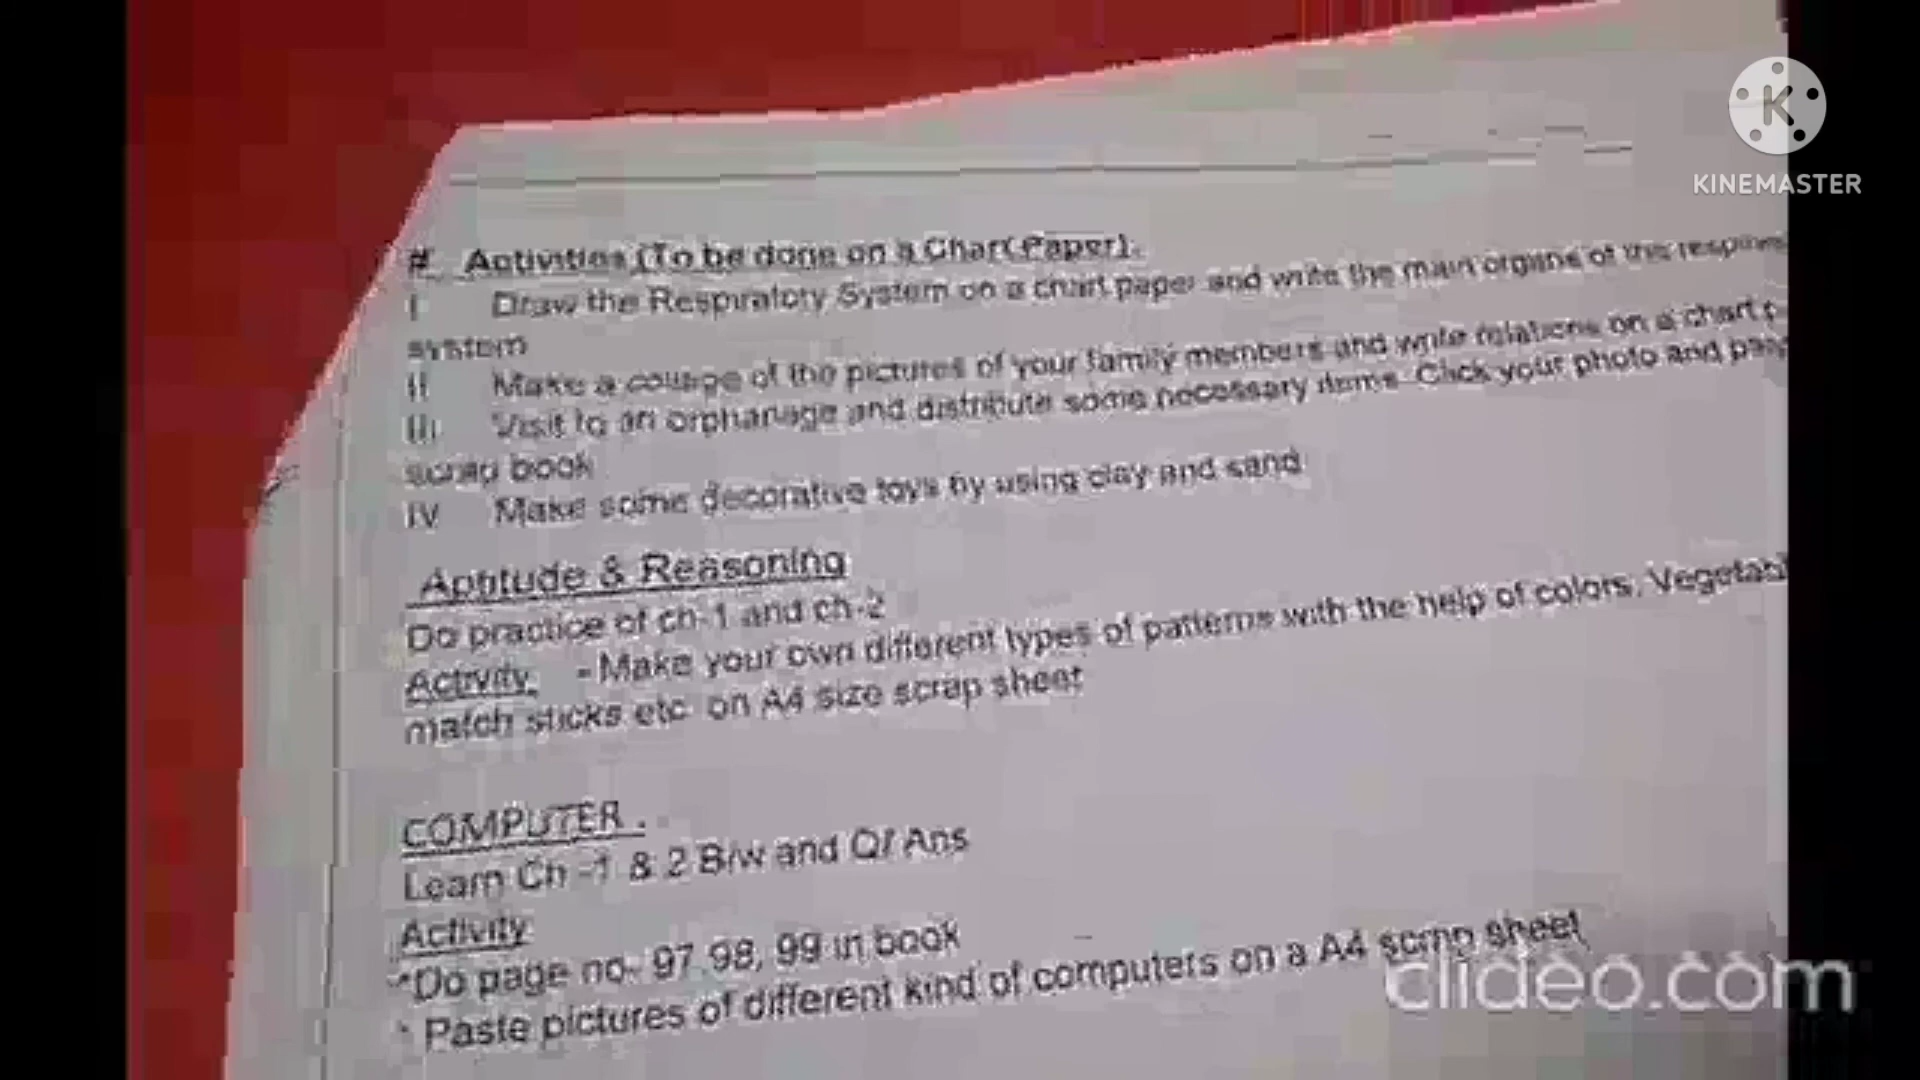 KINEMASTER
# Activities (To be done on a Chart Paper).
I Draw the Respiratory System on a chart paper and write the main organs of the
system
II Make a collage of the pictures of your family members and write relations on a chart
III Visit to an orphanage and distribute some necessary items. Click your photo and
scrap book
IV Make some decorative toys by using clay and sand
Aptitude & Reasoning
Do practice of ch-1 and ch-2
Activity: - Make your own different types of patterns with the help of colors,
match sticks etc. on A4 size scrap sheet
COMPUTER.
Learn Ch -1 & 2 B/w and Q/ Ans
Activity
*Do page no- 97, 98, 99 in book
* Paste pictures of different kind of computers on a A4 scrap sheet
clideo.com